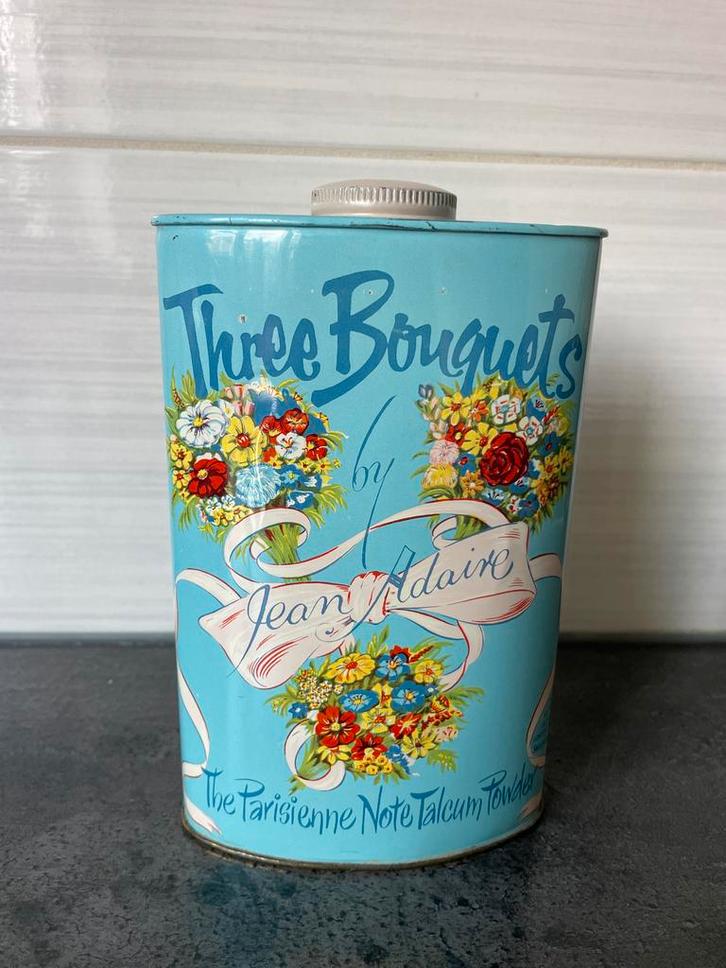 Three Bouquets
by
Jean Adaire
The Parisienne Note Talcum Powder